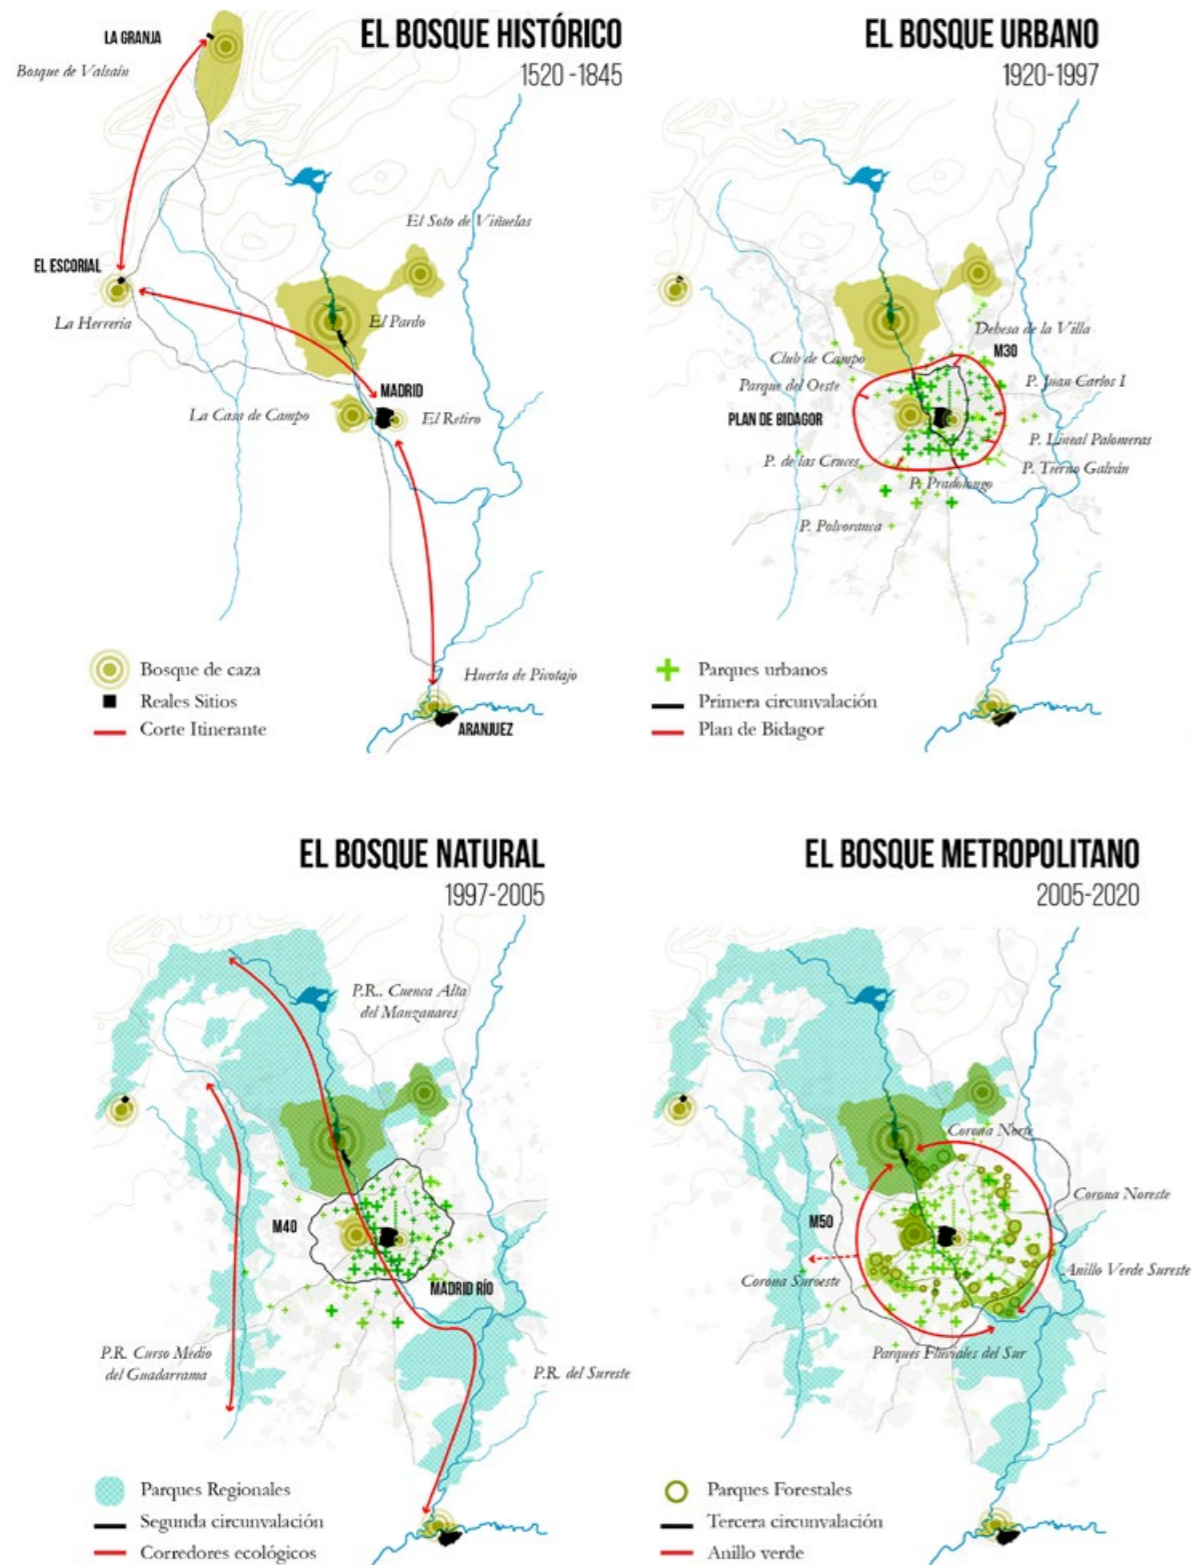 EL BOSQUE HISTÓRICO
1520 -1845
LA GRANJA
Bosque de Valsaín
El Soto de Viñuelas
EL ESCORIAL
La Herrería
El Pardo
MADRID
La Casa de Campo
El Retiro
Huerta de Picotajo
ARANJUEZ
Bosque de caza
Reales Sitios
Corte Itinerante
EL BOSQUE URBANO
1920-1997
Dehesa de la Villa
M30
Club de Campo
P. Juan Carlos I
Parque del Oeste
PLAN DE BIDAGOR
P. Lineal Palomeras
P. de las Cruces
P. Tierno Galván
P. Pradolongo
P. Polvoranca
Parques urbanos
Primera circunvalación
Plan de Bidagor
EL BOSQUE NATURAL
1997-2005
P.R.. Cuenca Alta
del Manzanares
M40
MADRID RÍO
P.R. Curso Medio
del Guadarrama
P.R. del Sureste
Parques Regionales
Segunda circunvalación
Corredores ecológicos
EL BOSQUE METROPOLITANO
2005-2020
Corona Norte
Corona Noreste
M50
Anillo Verde Sureste
Corona Suroeste
Parques Fluviales del Sur
Parques Forestales
Tercera circunvalación
Anillo verde